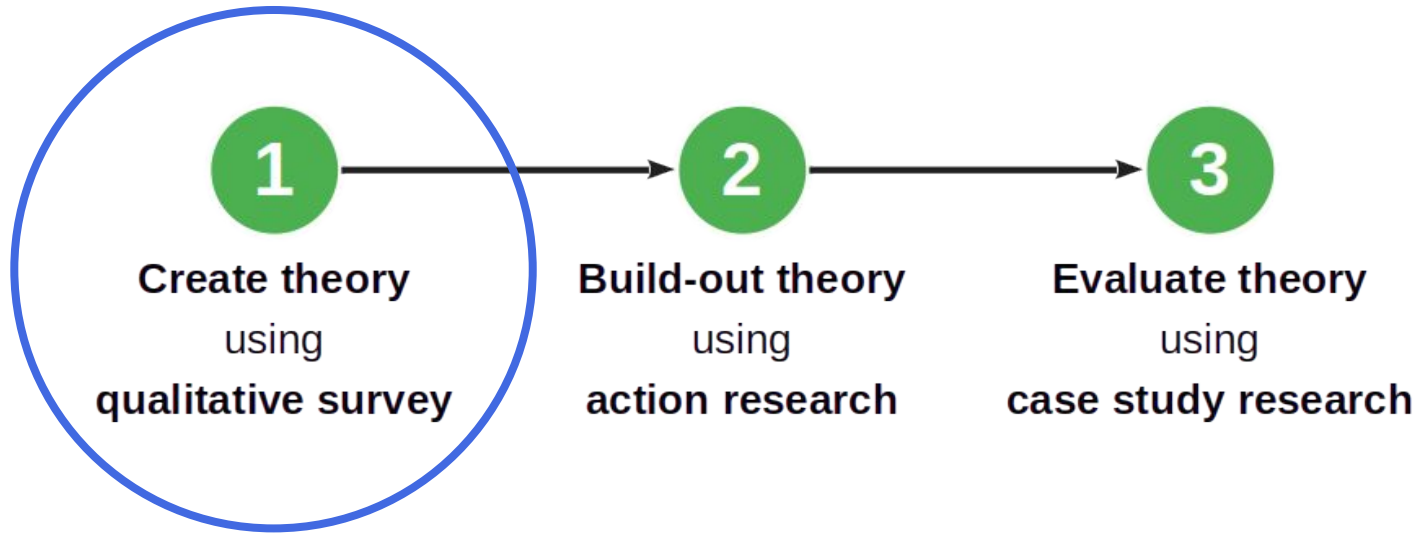 1
2
3
Create theory
using
qualitative survey
Build-out theory
using
action research
Evaluate theory
using
case study research